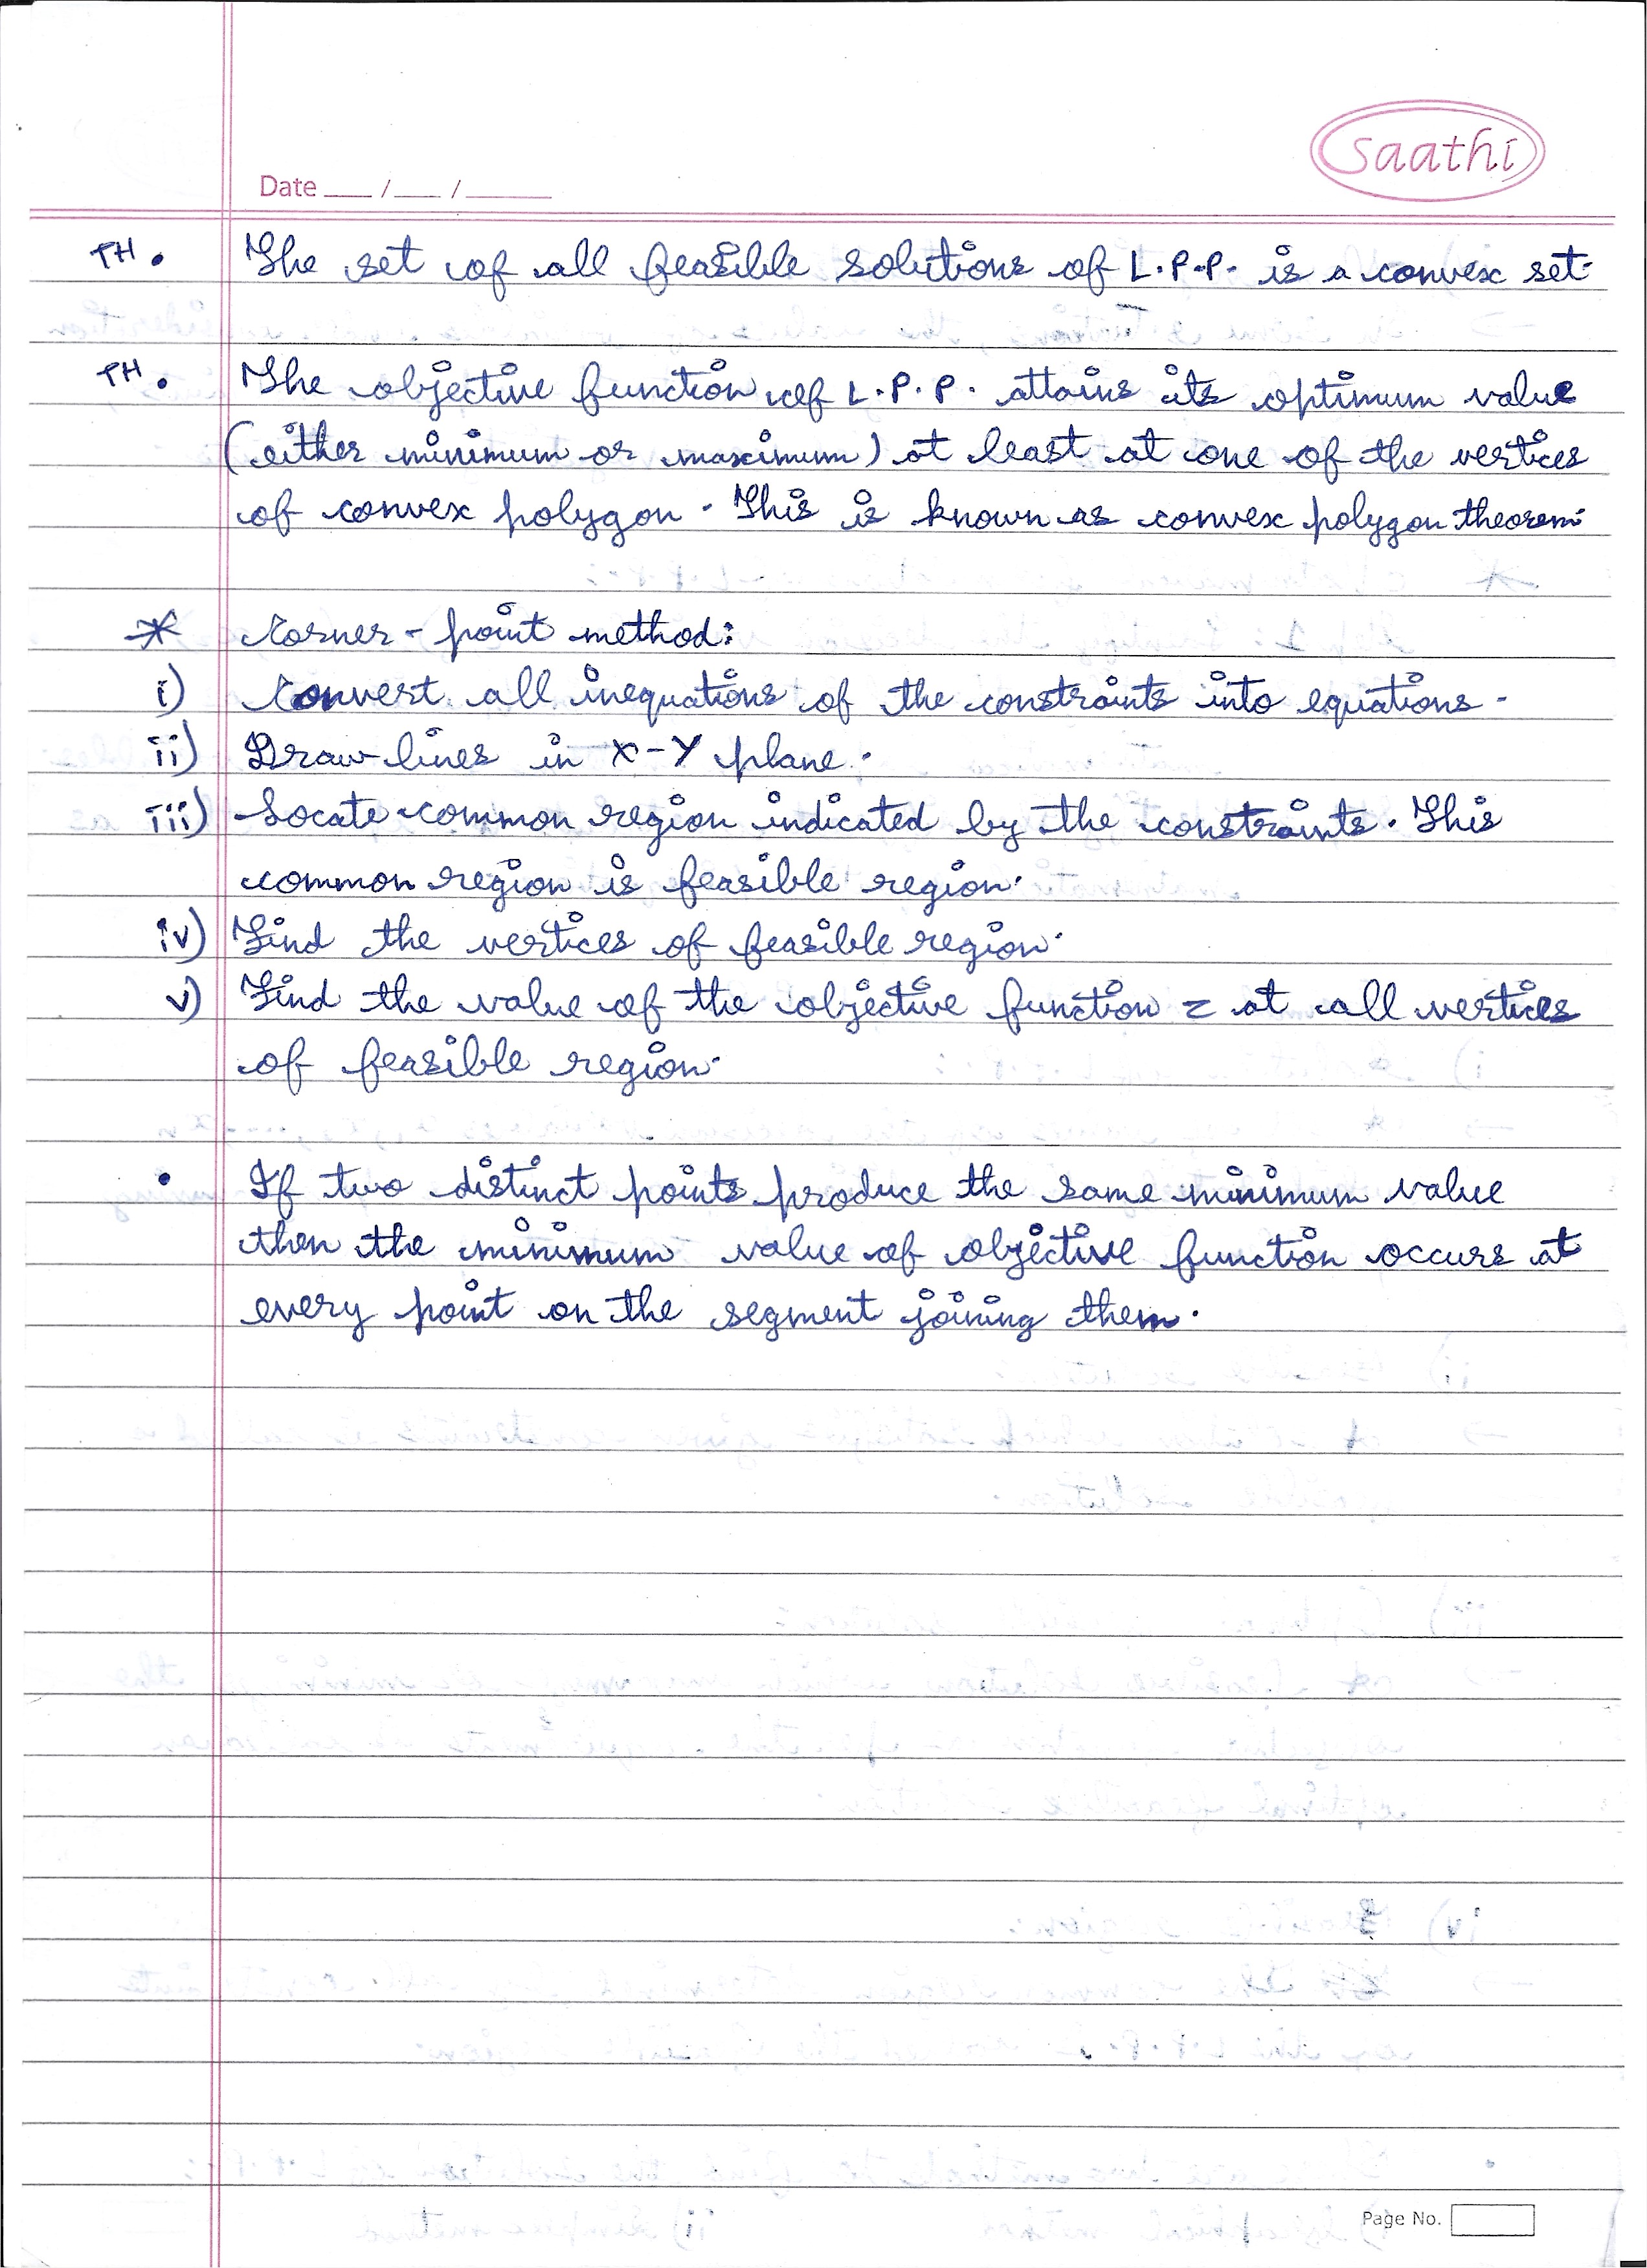 saathi
Date ___ / ___ / _____
TH. The set of all feasible solutions of L.P.P. is a convex set.
TH. The objective function of L.P.P. attains its optimum value
(either minimum or maximum) at least at one of the vertices
of convex polygon. This is known as convex polygon theorem.
* Corner - point method:
i) Convert all inequations of the constraints into equations.
ii) Draw lines in X-Y plane.
iii) Locate common region indicated by the constraints. This
common region is feasible region.
iv) Find the vertices of feasible region.
v) Find the value of the objective function z at all vertices
of feasible region.
• If two distinct points produce the same minimum value
then the minimum value of objective function occurs at
every point on the segment joining them.
Page No.